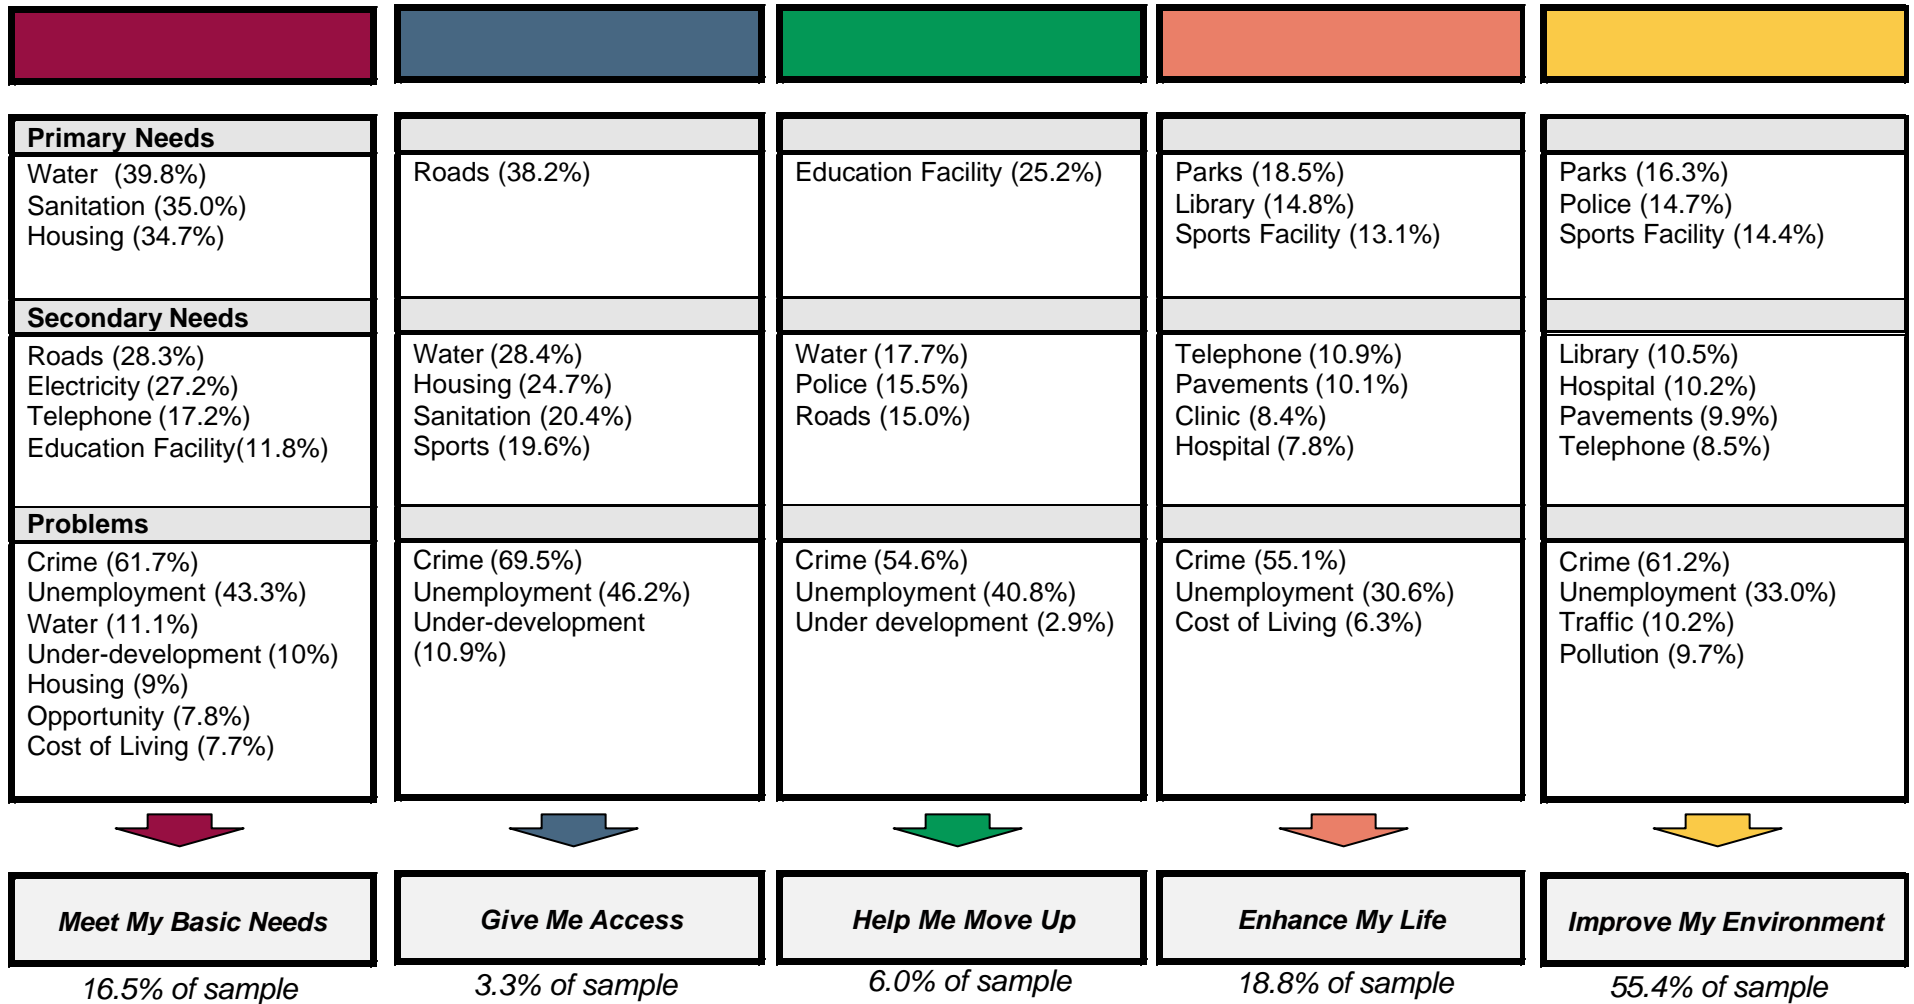 Primary Needs
Water (39.8%)
Sanitation (35.0%)
Housing (34.7%)
Secondary Needs
Roads (28.3%)
Electricity (27.2%)
Telephone (17.2%)
Education Facility(11.8%)
Problems
Crime (61.7%)
Unemployment (43.3%)
Water (11.1%)
Under-development (10%)
Housing (9%)
Opportunity (7.8%)
Cost of Living (7.7%)
Meet My Basic Needs
16.5% of sample
Roads (38.2%)
Water (28.4%)
Housing (24.7%)
Sanitation (20.4%)
Sports (19.6%)
Crime (69.5%)
Unemployment (46.2%)
Under-development
(10.9%)
Give Me Access
3.3% of sample
Education Facility (25.2%)
Water (17.7%)
Police (15.5%)
Roads (15.0%)
Crime (54.6%)
Unemployment (40.8%)
Under development (2.9%)
Help Me Move Up
6.0% of sample
Parks (18.5%)
Library (14.8%)
Sports Facility (13.1%)
Telephone (10.9%)
Pavements (10.1%)
Clinic (8.4%)
Hospital (7.8%)
Crime (55.1%)
Unemployment (30.6%)
Cost of Living (6.3%)
Enhance My Life
18.8% of sample
Parks (16.3%)
Police (14.7%)
Sports Facility (14.4%)
Library (10.5%)
Hospital (10.2%)
Pavements (9.9%)
Telephone (8.5%)
Crime (61.2%)
Unemployment (33.0%)
Traffic (10.2%)
Pollution (9.7%)
Improve My Environment
55.4% of sample